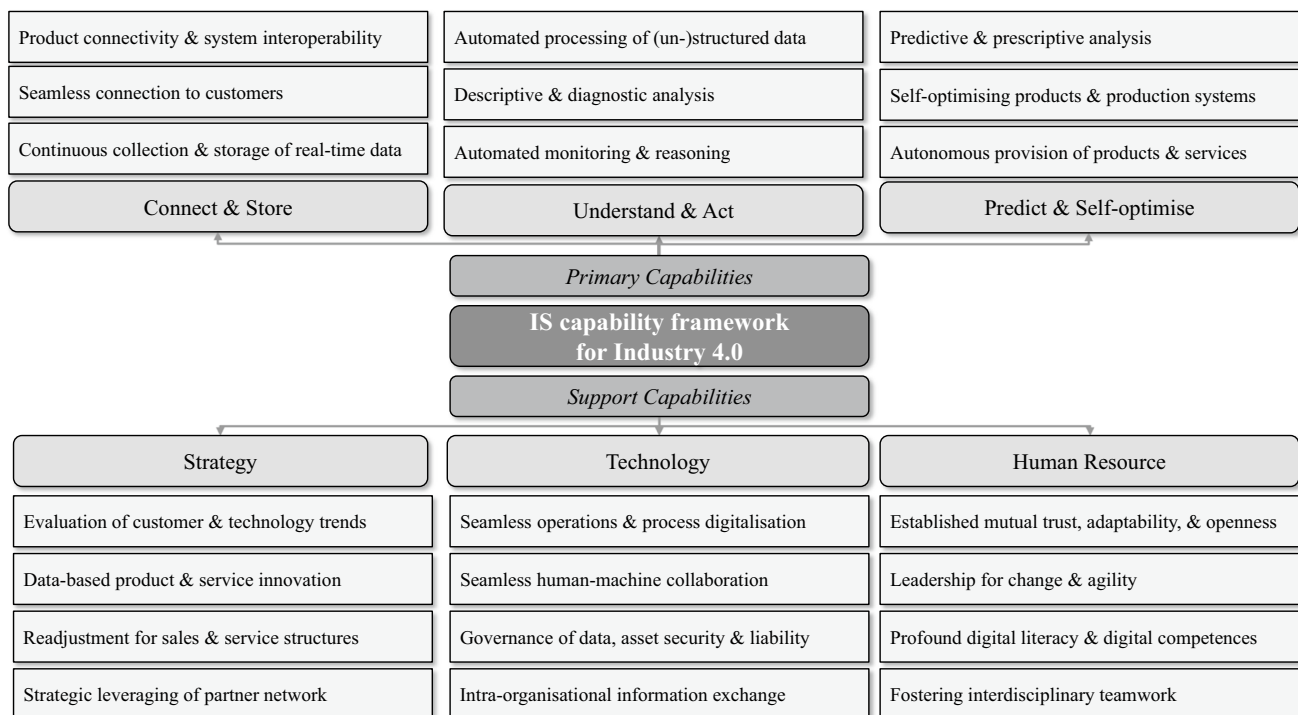 Product connectivity & system interoperability
Automated processing of (un-)structured data
Predictive & prescriptive analysis
Seamless connection to customers
Descriptive & diagnostic analysis
Self-optimising products & production systems
Continuous collection & storage of real-time data
Automated monitoring & reasoning
Autonomous provision of products & services
Connect & Store
Understand & Act
Predict & Self-optimise
Primary Capabilities
IS capability framework
for Industry 4.0
Support Capabilities
Strategy
Technology
Human Resource
Evaluation of customer & technology trends
Seamless operations & process digitalisation
Established mutual trust, adaptability, & openness
Data-based product & service innovation
Seamless human-machine collaboration
Leadership for change & agility
Readjustment for sales & service structures
Governance of data, asset security & liability
Profound digital literacy & digital competences
Strategic leveraging of partner network
Intra-organisational information exchange
Fostering interdisciplinary teamwork